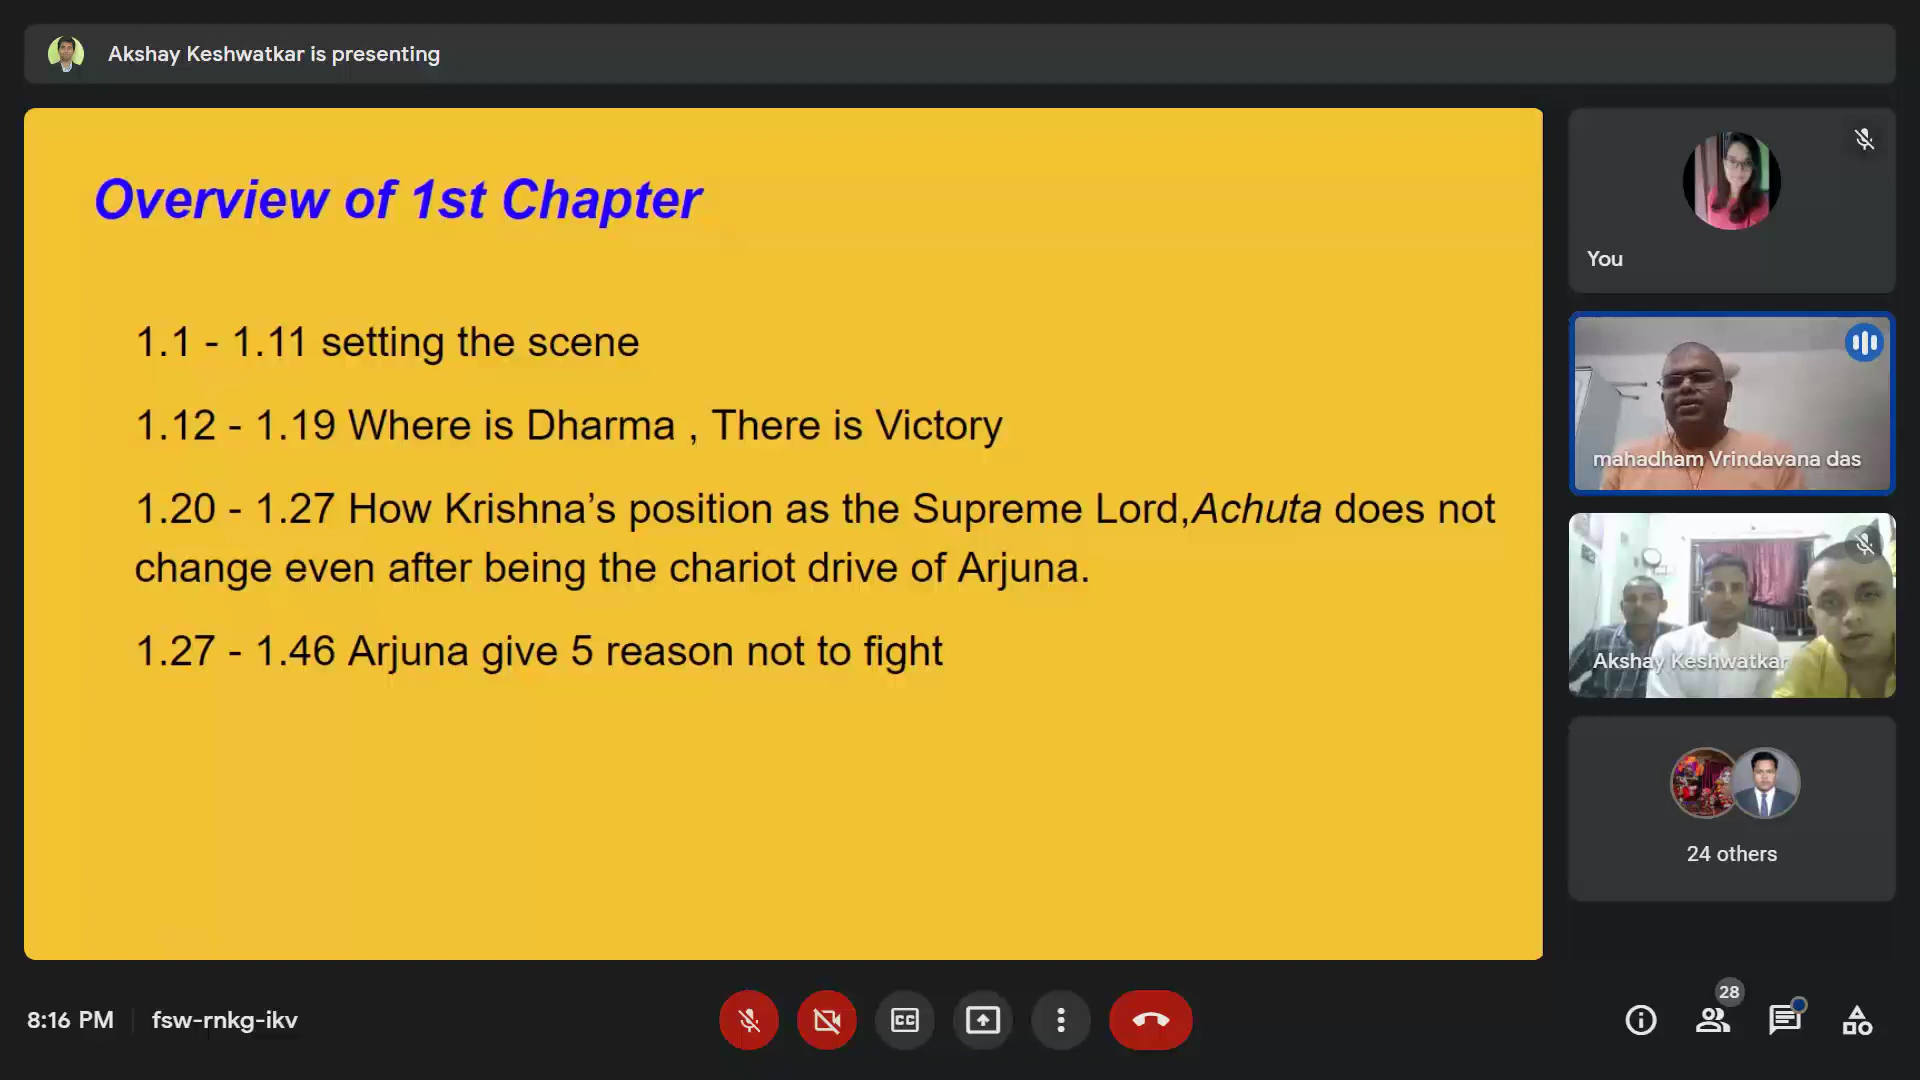 Akshay Keshwatkar is presenting
Overview of 1st Chapter
1.1 - 1.11 setting the scene
1.12 - 1.19 Where is Dharma , There is Victory
1.20 - 1.27 How Krishna’s position as the Supreme Lord,Achuta does not
change even after being the chariot drive of Arjuna.
1.27 - 1.46 Arjuna give 5 reason not to fight
You
mahadham Vrindavana das
Akshay Keshwatkar
24 others
8:16 PM
fsw-rnkg-ikv
CC
28